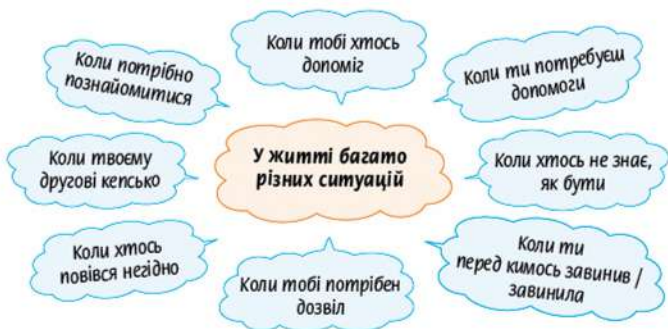 Коли потрібно
познайомитися
Коли тобі хтось
допоміг
Коли ти потребуєш
допомоги
Коли твоєму
другові кепсько
У житті багато
різних ситуацій
Коли хтось не знає,
як бути
Коли хтось
повівся негідно
Коли тобі потрібен
дозвіл
Коли ти
перед кимось завинив /
завинила